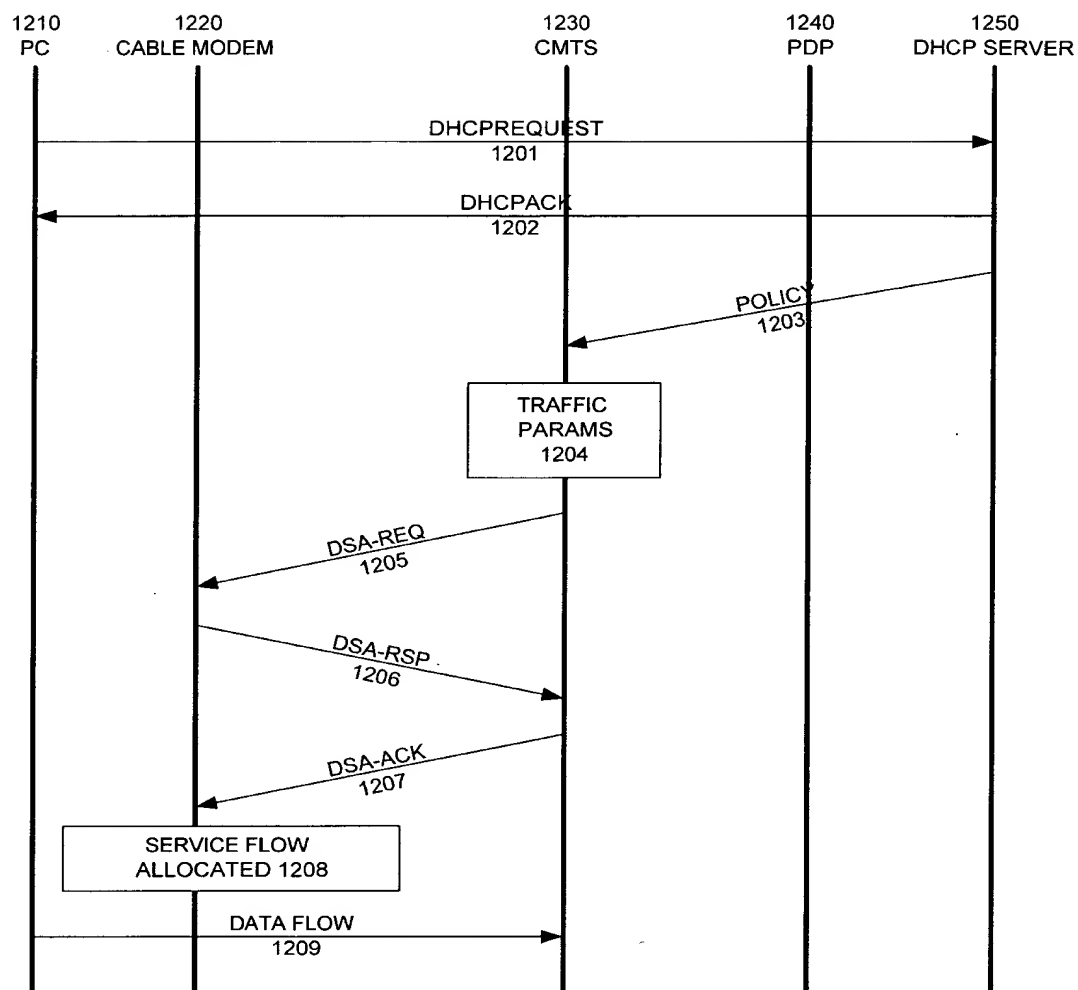 1210
PC
1220
CABLE MODEM
1230
CMTS
1240
PDP
1250
DHCP SERVER
DHCPREQUEST
1201
DHCPACK
1202
POLICY
1203
TRAFFIC
PARAMS
1204
DSA-REQ
1205
DSA-RSP
1206
DSA-ACK
1207
SERVICE FLOW
ALLOCATED 1208
DATA FLOW
1209